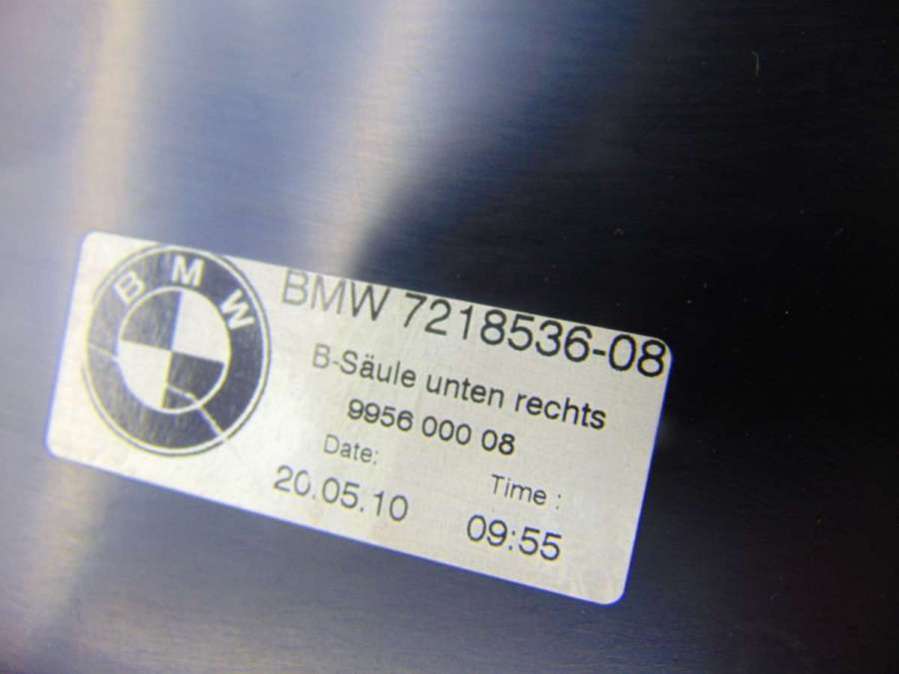 BMW
BMW 7218536-08
B-Säule unten rechts
9956 000 08
Date:
Time :
20.05.10
09:55